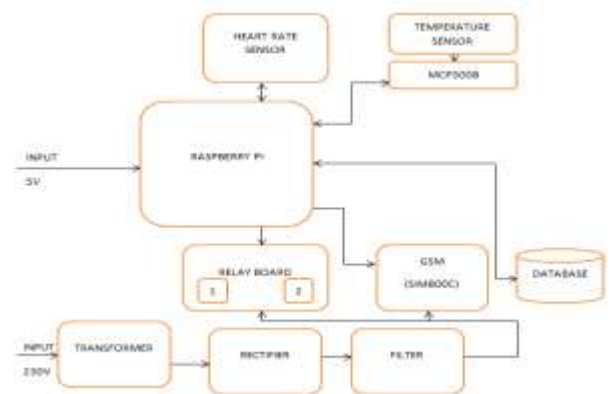 HEART RATE
SENSOR
TEMPERATURE
SENSOR
MCP3008
INPUT
5V
RASPBERRY PI
RELAY BOARD
1
2
GSM
(SIM800C)
DATABASE
INPUT
230V
TRANSFORMER
RECTIFIER
FILTER